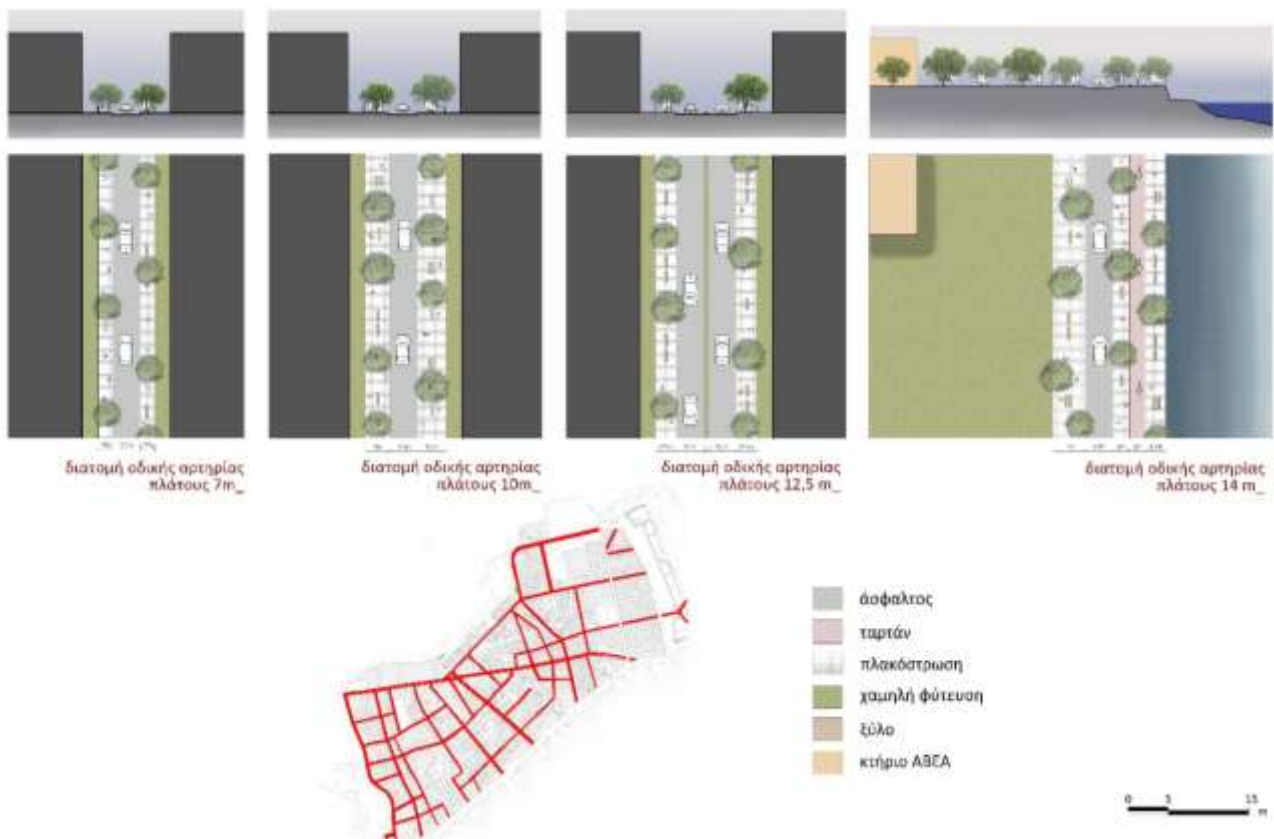 διατομή οδικής αρτηρίας
πλάτους 7m_
διατομή οδικής αρτηρίας
πλάτους 10m_
διατομή οδικής αρτηρίας
πλάτους 12,5 m_
διατομή οδικής αρτηρίας
πλάτους 14 m_
άσφαλτος
ταρτάν
πλακόστρωση
χαμηλή φύτευση
ξύλο
κτήριο ΑΒΕΑ
0 5 15
m